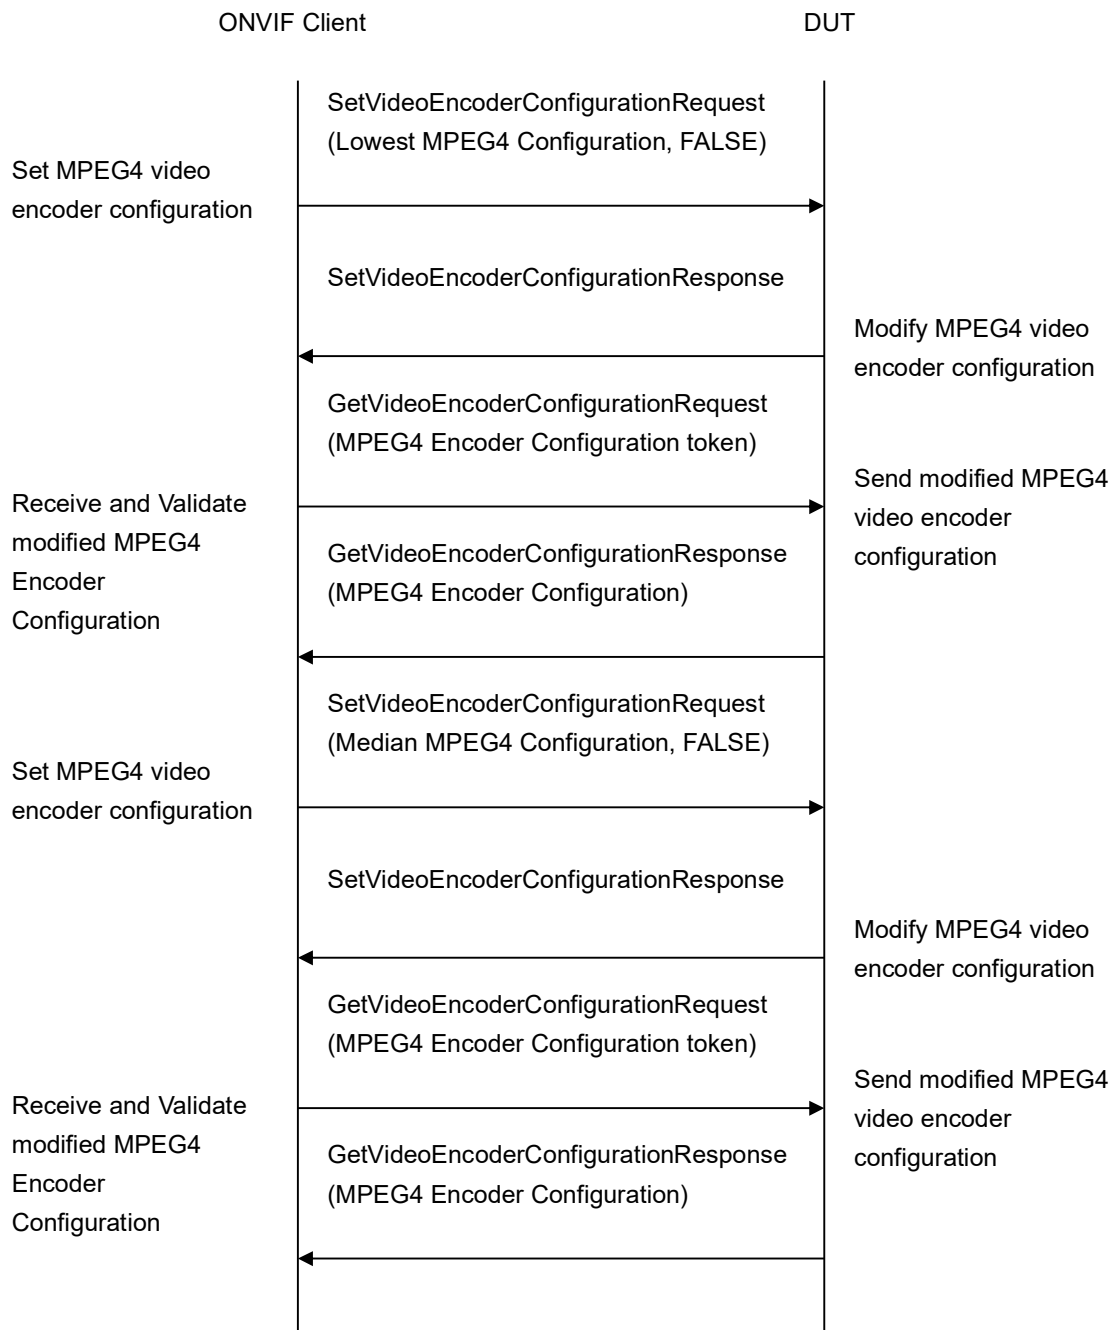 ONVIF Client
DUT
SetVideoEncoderConfigurationRequest
(Lowest MPEG4 Configuration, FALSE)
Set MPEG4 video
encoder configuration
SetVideoEncoderConfigurationResponse
Modify MPEG4 video
encoder configuration
GetVideoEncoderConfigurationRequest
(MPEG4 Encoder Configuration token)
Send modified MPEG4
video encoder
configuration
Receive and Validate
modified MPEG4
Encoder
Configuration
GetVideoEncoderConfigurationResponse
(MPEG4 Encoder Configuration)
SetVideoEncoderConfigurationRequest
(Median MPEG4 Configuration, FALSE)
Set MPEG4 video
encoder configuration
SetVideoEncoderConfigurationResponse
Modify MPEG4 video
encoder configuration
GetVideoEncoderConfigurationRequest
(MPEG4 Encoder Configuration token)
Send modified MPEG4
video encoder
configuration
Receive and Validate
modified MPEG4
Encoder
Configuration
GetVideoEncoderConfigurationResponse
(MPEG4 Encoder Configuration)